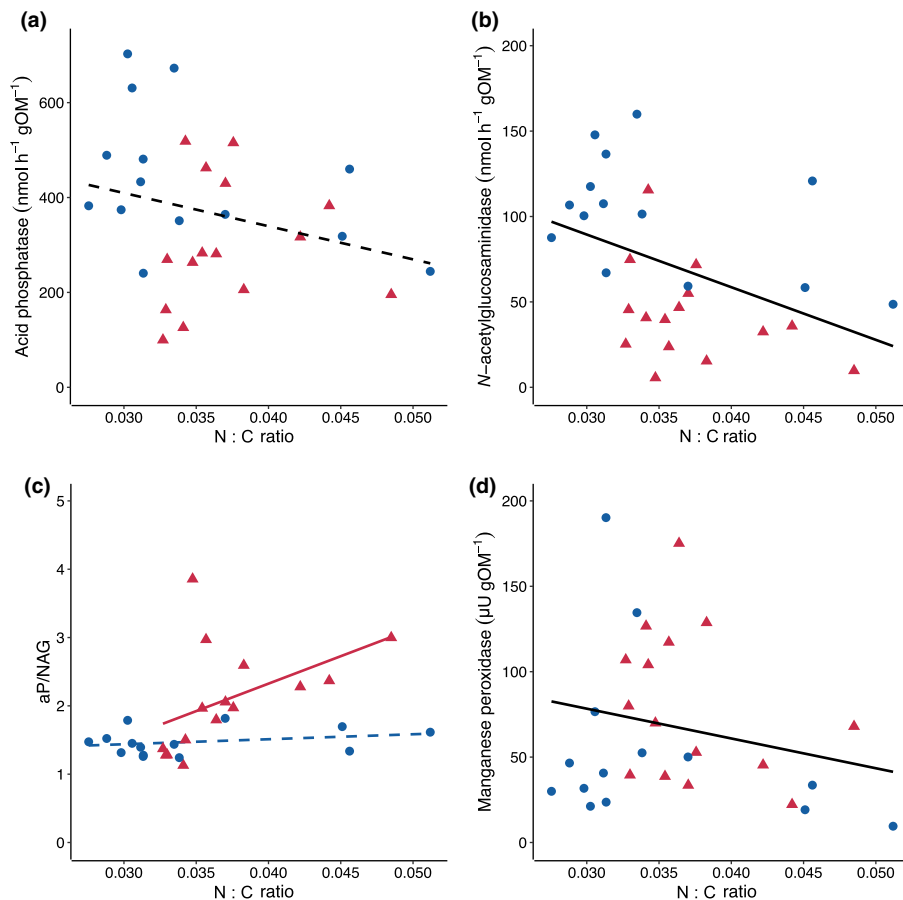 (a)
Acid phosphatase (nmol h⁻¹ gOM⁻¹)
600
400
200
0
0.030 0.035 0.040 0.045 0.050
N : C ratio
(b)
N−acetylglucosaminidase (nmol h⁻¹ gOM⁻¹)
200
150
100
50
0
0.030 0.035 0.040 0.045 0.050
N : C ratio
(c)
aP/NAG
5
4
3
2
1
0
0.030 0.035 0.040 0.045 0.050
N : C ratio
(d)
Manganese peroxidase (µU gOM⁻¹)
200
150
100
50
0
0.030 0.035 0.040 0.045 0.050
N : C ratio